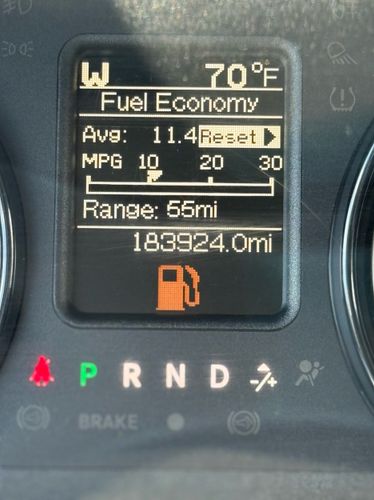 W 70°F
Fuel Economy
Avg: 11.4 Reset
MPG 10 20 30
Range: 55mi
183924.0mi
P R N D
BRAKE